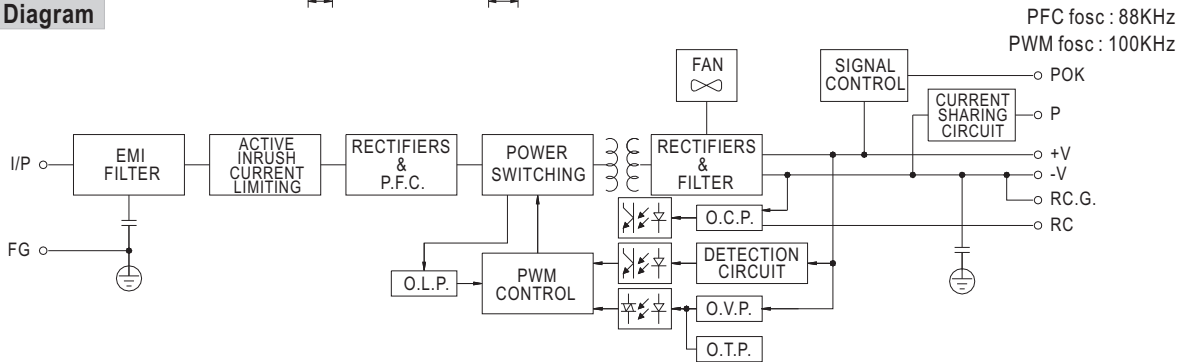 Diagram
PFC fosc : 88KHz
PWM fosc : 100KHz
FAN
SIGNAL
CONTROL
POK
CURRENT
SHARING
CIRCUIT
P
I/P
EMI
FILTER
ACTIVE
INRUSH
CURRENT
LIMITING
RECTIFIERS
&
P.F.C.
POWER
SWITCHING
RECTIFIERS
&
FILTER
+V
-V
RC.G.
RC
O.C.P.
FG
O.L.P.
PWM
CONTROL
DETECTION
CIRCUIT
O.V.P.
O.T.P.